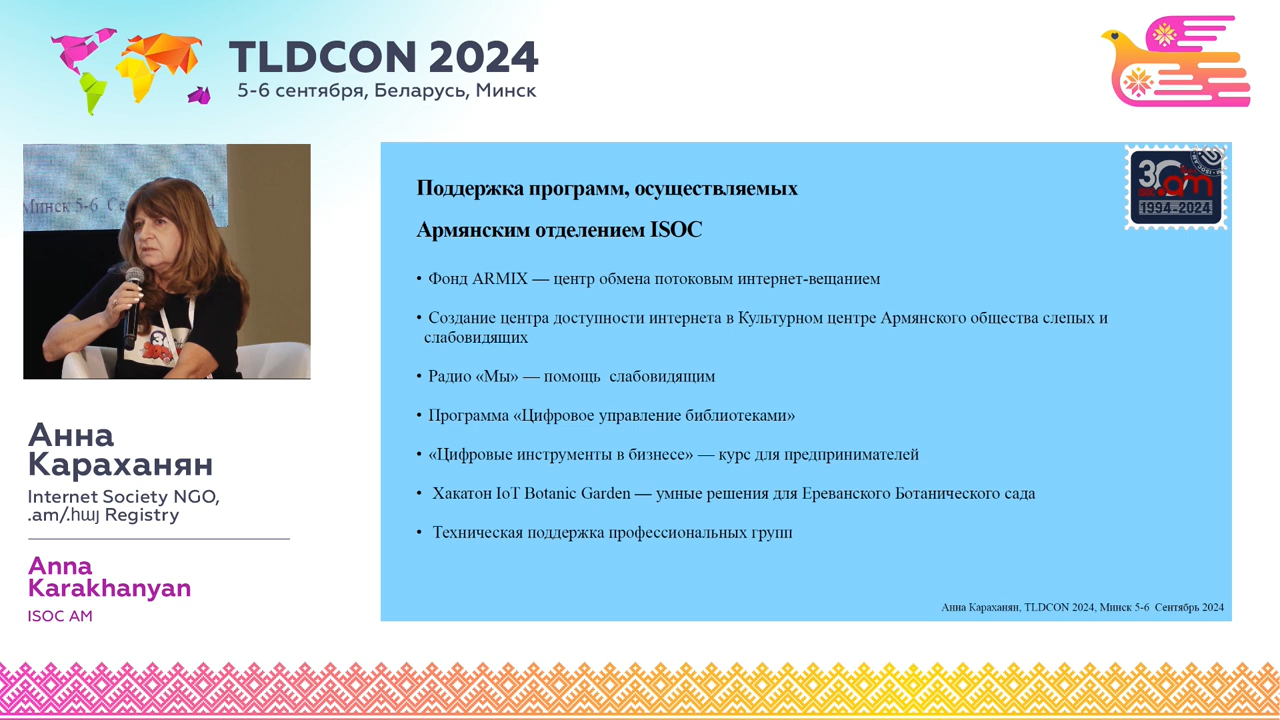 TLDCON 2024
5-6 сентября, Беларусь, Минск
Минск 5-6 Се
Анна
Караханян
Internet Society NGO,
.am/.հայ Registry
Anna
Karakhanyan
ISOC AM
30
.am
1994-2024
Поддержка программ, осуществляемых
Армянским отделением ISOC
• Фонд ARMIX — центр обмена потоковым интернет-вещанием
• Создание центра доступности интернета в Культурном центре Армянского общества слепых и
слабовидящих
• Радио «Мы» — помощь слабовидящим
• Программа «Цифровое управление библиотеками»
• «Цифровые инструменты в бизнесе» — курс для предпринимателей
• Хакатон IoT Botanic Garden — умные решения для Ереванского Ботанического сада
• Техническая поддержка профессиональных групп
Анна Караханян, TLDCON 2024, Минск 5-6 Сентябрь 2024